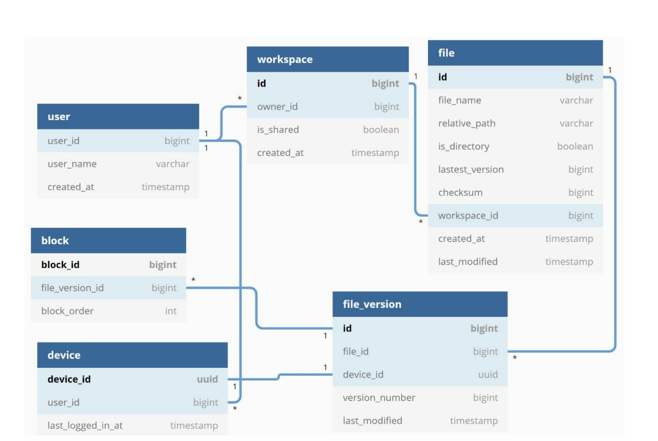 user
user_id bigint
user_name varchar
created_at timestamp
1
1
*
workspace
id bigint
owner_id bigint
is_shared boolean
created_at timestamp
1
*
file
id bigint
file_name varchar
relative_path varchar
is_directory boolean
lastest_version bigint
checksum bigint
workspace_id bigint
created_at timestamp
last_modified timestamp
1
block
block_id bigint
file_version_id bigint
block_order int
*
device
device_id uuid
user_id bigint
last_logged_in_at timestamp
1
*
file_version
id bigint
file_id bigint
device_id uuid
version_number bigint
last_modified timestamp
1
1
*